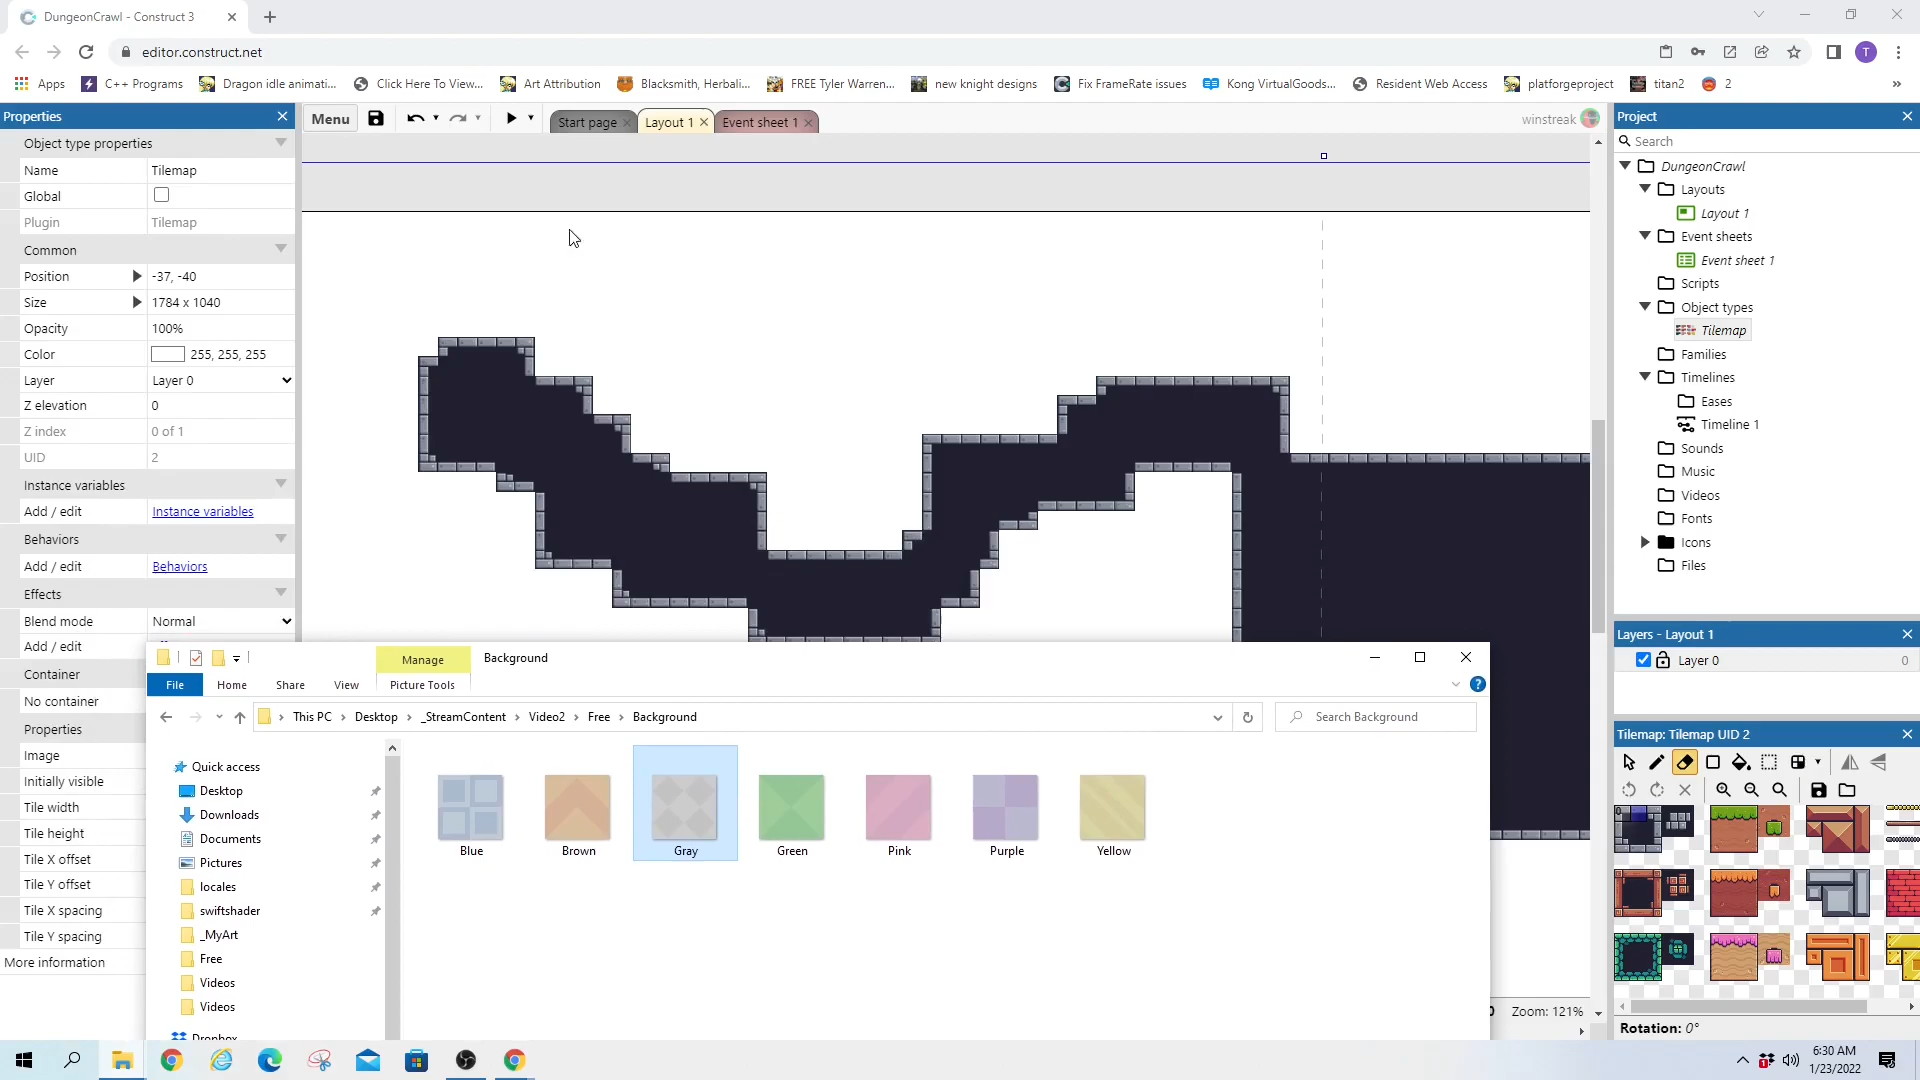 DungeonCrawl - Construct 3
editor.construct.net
T
Apps
C++ Programs
Dragon idle animati...
Click Here To View...
Art Attribution
Blacksmith, Herbali...
FREE Tyler Warren...
new knight designs
Fix FrameRate issues
Kong VirtualGoods...
Resident Web Access
platforgeproject
titan2
2
»
Properties
Menu
Start page
Layout 1
Event sheet 1
winstreak
Project
Object type properties
Search
Name Tilemap
Global
Plugin Tilemap
Common
Position -37, -40
Size 1784 x 1040
Opacity 100%
Color 255, 255, 255
Layer Layer 0
Z elevation 0
Z index 0 of 1
UID 2
Instance variables
Add / edit Instance variables
Behaviors
Add / edit Behaviors
Effects
Blend mode Normal
Add / edit
Container
No container
Properties
Image
Initially visible
Tile width
Tile height
Tile X offset
Tile Y offset
Tile X spacing
Tile Y spacing
More information
DungeonCrawl
Layouts
Layout 1
Event sheets
Event sheet 1
Scripts
Object types
Tilemap
Families
Timelines
Eases
Timeline 1
Sounds
Music
Videos
Fonts
Icons
Files
Layers - Layout 1
Layer 0 0
Tilemap: Tilemap UID 2
Rotation: 0°
Zoom: 121%
Manage
Background
File
Home
Share
View
Picture Tools
This PC › Desktop › _StreamContent › Video2 › Free › Background
Search Background
Quick access
Desktop
Downloads
Documents
Pictures
locales
swiftshader
_MyArt
Free
Videos
Videos
Dropbox
Blue
Brown
Gray
Green
Pink
Purple
Yellow
6:30 AM
1/23/2022